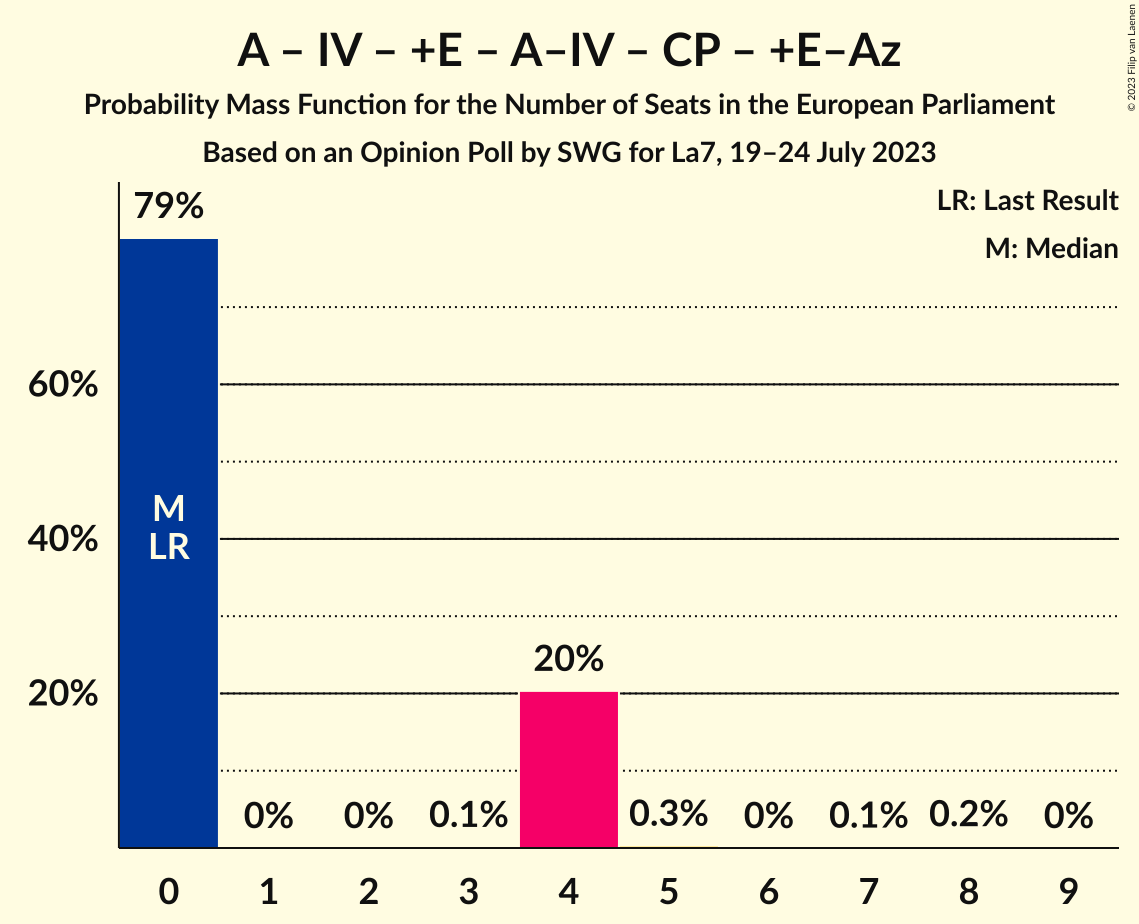 A – IV – +E – A–IV – CP – +E–Az
Probability Mass Function for the Number of Seats in the European Parliament
Based on an Opinion Poll by SWG for La7, 19–24 July 2023
© 2023 Filip van Laenen
LR: Last Result
M: Median
79%
60%
40%
20%
M
LR
20%
0%
0%
0.1%
0.3%
0%
0.1%
0.2%
0%
0 1 2 3 4 5 6 7 8 9